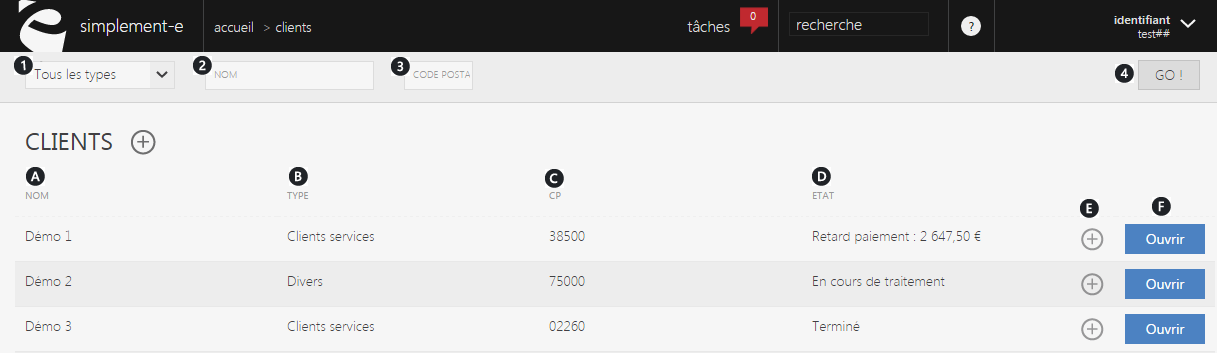 simplement-e accueil > clients tâches 0 recherche ? identifiant
test##
1 Tous les types 2 NOM 3 CODE POSTA 4 GO !
CLIENTS
A B C D
NOM TYPE CP ETAT
E F
Démo 1 Clients services 38500 Retard paiement : 2 647,50 € Ouvrir
Démo 2 Divers 75000 En cours de traitement Ouvrir
Démo 3 Clients services 02260 Terminé Ouvrir